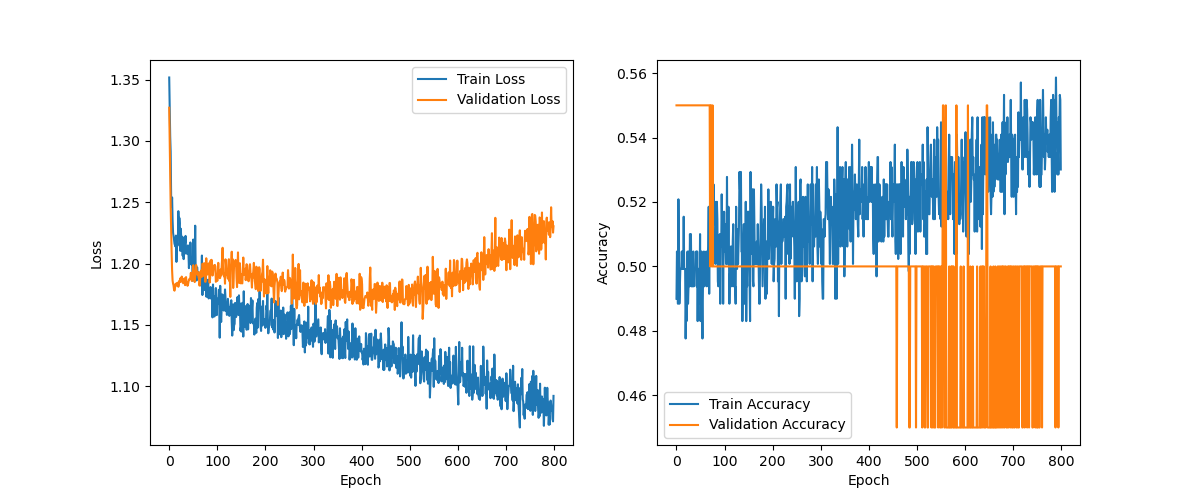 Loss
1.35
1.30
1.25
1.20
1.15
1.10
Train Loss
Validation Loss
0 100 200 300 400 500 600 700 800
Epoch
Accuracy
0.56
0.54
0.52
0.50
0.48
0.46
Train Accuracy
Validation Accuracy
0 100 200 300 400 500 600 700 800
Epoch